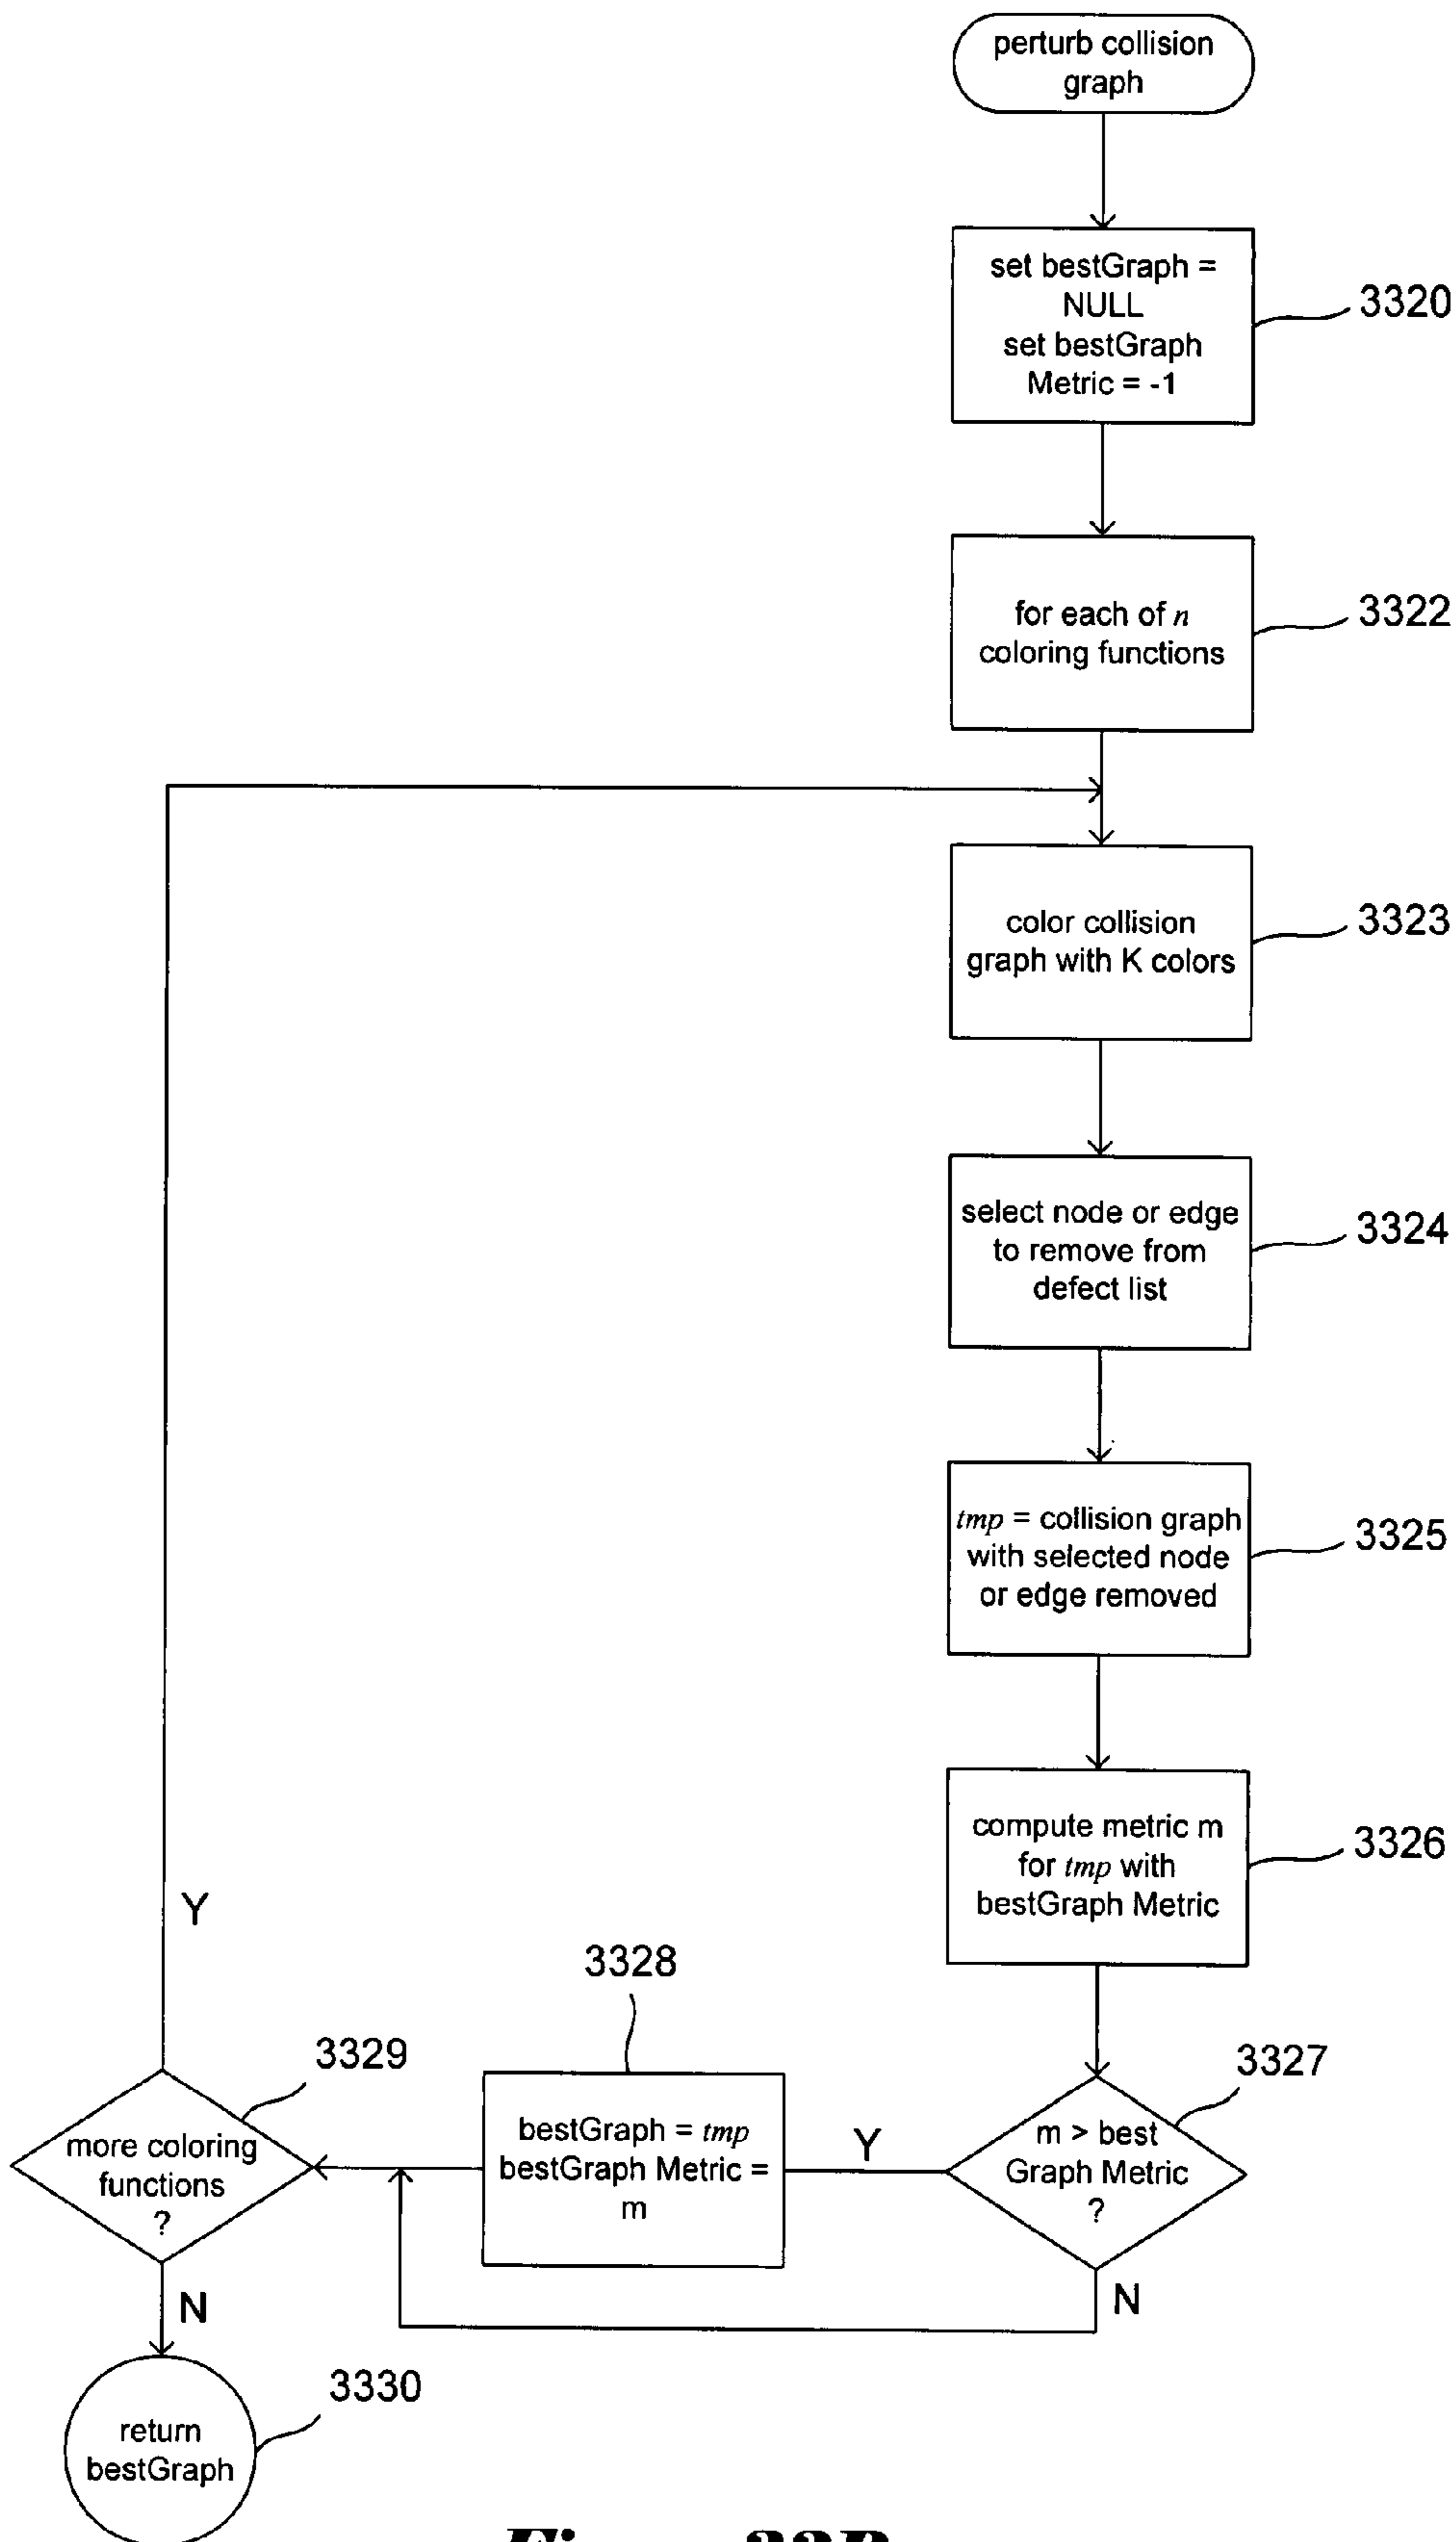 perturb collision
graph
set bestGraph =
NULL
set bestGraph
Metric = -1
3320
for each of n
coloring functions
3322
color collision
graph with K colors
3323
select node or edge
to remove from
defect list
3324
tmp = collision graph
with selected node
or edge removed
3325
compute metric m
for tmp with
bestGraph Metric
3326
m > best
Graph Metric
?
3327
Y
N
bestGraph = tmp
bestGraph Metric =
m
3328
more coloring
functions
?
3329
Y
N
return
bestGraph
3330